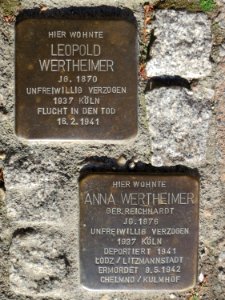 HIER WOHNTE
LEOPOLD
WERTHEIMER
JG. 1870
UNFREIWILLIG VERZOGEN
1937 KÖLN
FLUCHT IN DEN TOD
16.2.1941
HIER WOHNTE
ANNA WERTHEIMER
GEB. REICHHARDT
JG. 1876
UNFREIWILLIG VERZOGEN
1937 KÖLN
DEPORTIERT 1941
ŁÓDŹ/LITZMANNSTADT
ERMORDET 9.5.1942
CHELMNO/KULMHOF